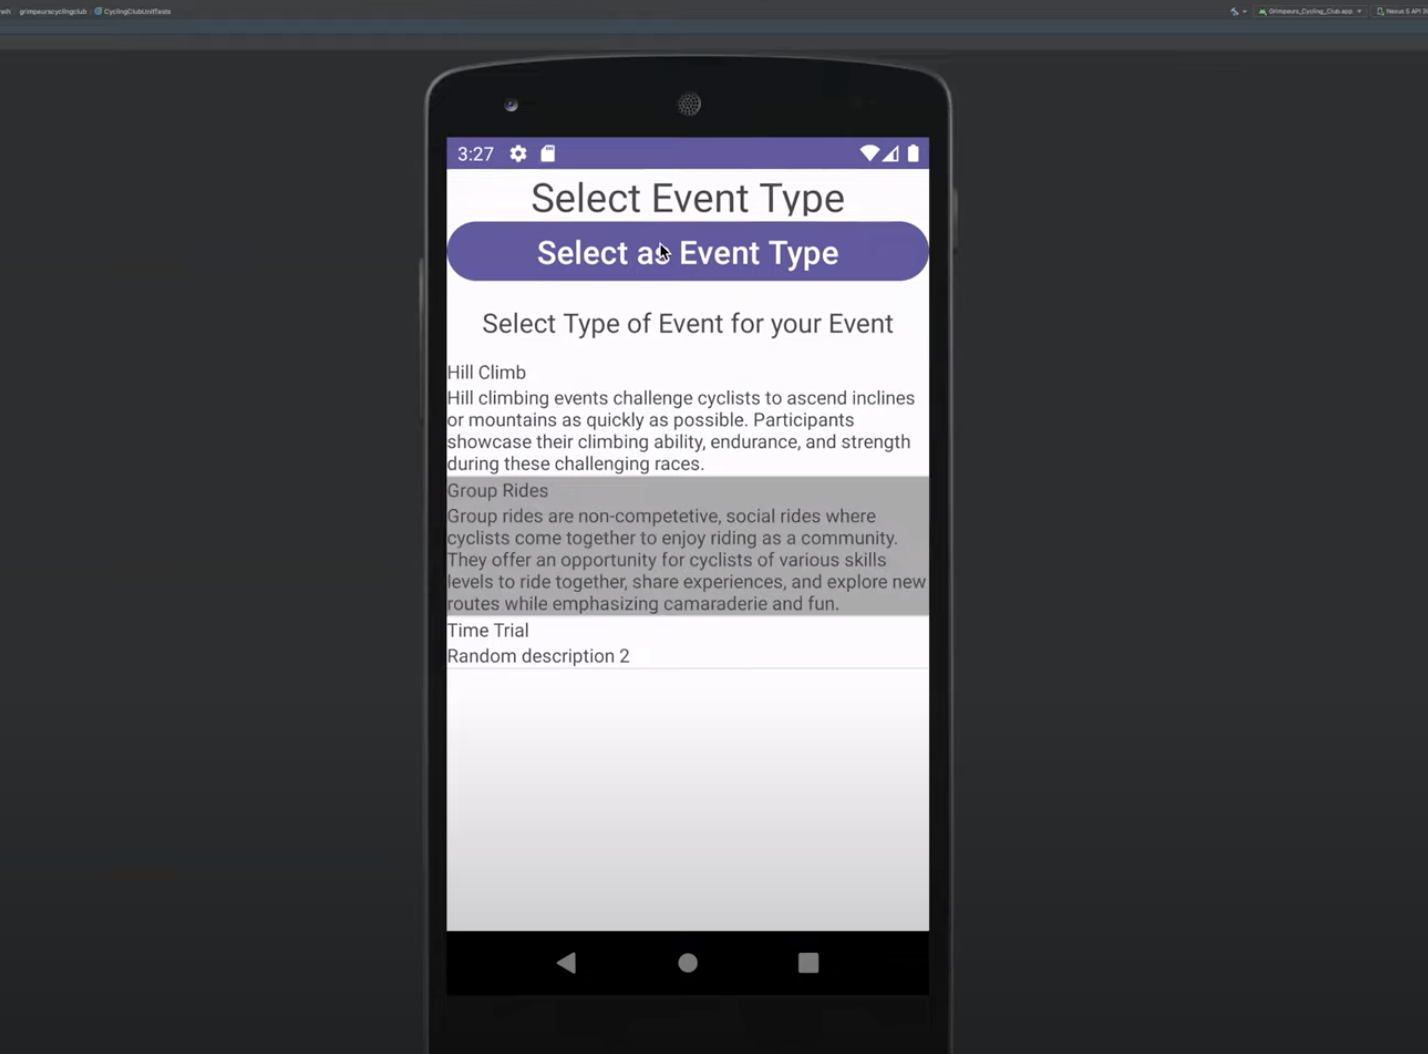 grimpeurscyclingclub CyclingClubUnitTests
Grimpeurs_Cycling_Club.app
Nexus 5 API
3:27
Select Event Type
Select as Event Type
Select Type of Event for your Event
Hill Climb
Hill climbing events challenge cyclists to ascend inclines
or mountains as quickly as possible. Participants
showcase their climbing ability, endurance, and strength
during these challenging races.
Group Rides
Group rides are non-competetive, social rides where
cyclists come together to enjoy riding as a community.
They offer an opportunity for cyclists of various skills
levels to ride together, share experiences, and explore new
routes while emphasizing camaraderie and fun.
Time Trial
Random description 2